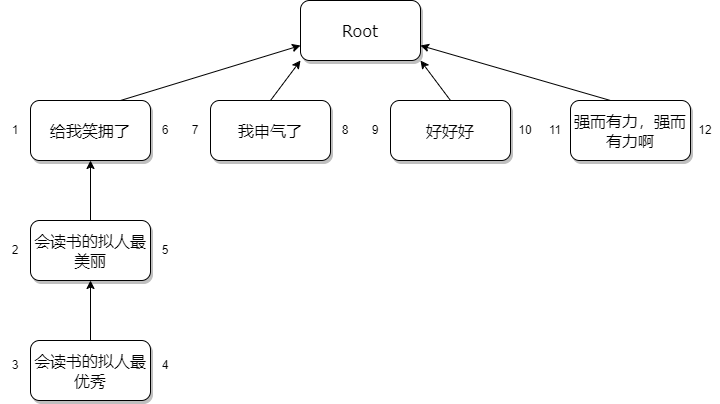 Root
1
给我笑拥了
6
7
我申气了
8
9
好好好
10
11
强而有力，强而
有力啊
12
2
会读书的拟人最
美丽
5
3
会读书的拟人最
优秀
4